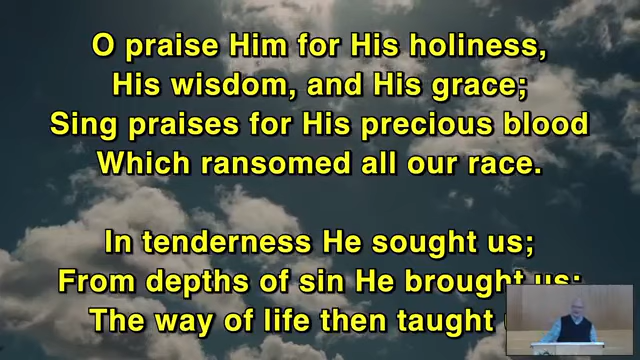 O praise Him for His holiness,
His wisdom, and His grace;
Sing praises for His precious blood
Which ransomed all our race.
In tenderness He sought us;
From depths of sin He brought us;
The way of life then taught